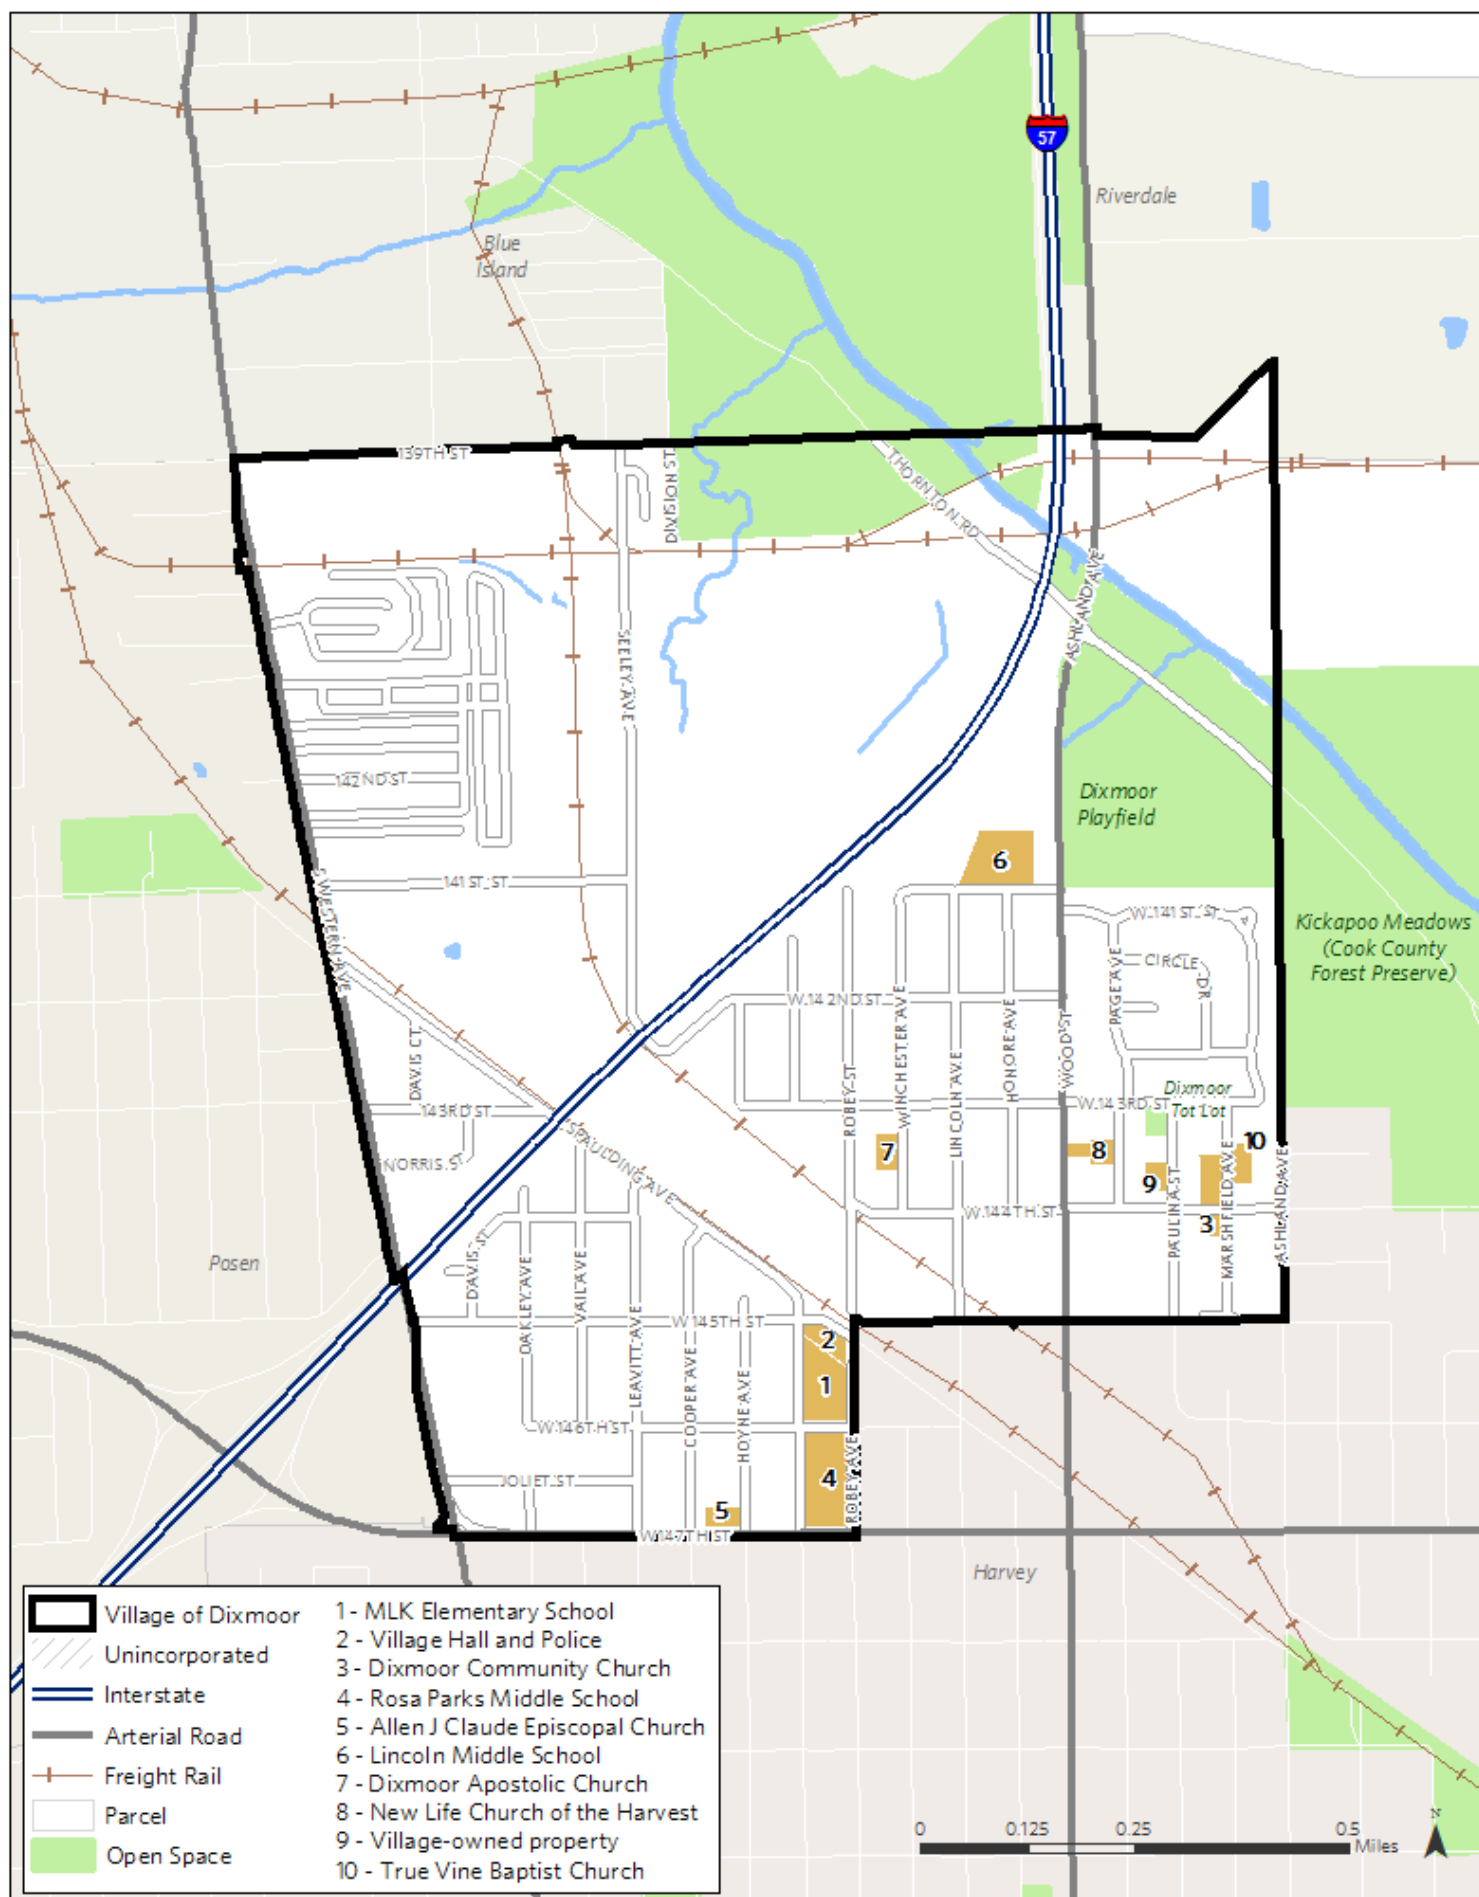 57
Riverdale
Blue
Island
139TH ST
DIVISION ST
THORNTON RD
ASHLAND AVE
SEELEY AVE
142ND ST
Dixmoor
Playfield
6
141ST ST
S WESTERN AVE
W 141ST ST
Kickapoo Meadows
(Cook County
Forest Preserve)
CIRCLE DR
PAGE AVE
W 142ND ST
WINCHESTER AVE
HONORE AVE
WOOD ST
DAVIS CT
ROBEY ST
LINCOLN AVE
Dixmoor
Tot Lot
143RD ST
W 143RD ST
SPAULDING AVE
7
8
10
9
NORRIS ST
PAULINA ST
MARSHFIELD AVE
ASHLAND AVE
W 144TH ST
3
Posen
DAVIS ST
OAKLEY AVE
VAIL AVE
LEAVITT AVE
W 145TH ST
2
1
COOPER AVE
HOYNE AVE
W 146TH ST
JOLIET ST
4
ROBEY AVE
5
W 147TH ST
Harvey
Village of Dixmoor
Unincorporated
Interstate
Arterial Road
Freight Rail
Parcel
Open Space
1 - MLK Elementary School
2 - Village Hall and Police
3 - Dixmoor Community Church
4 - Rosa Parks Middle School
5 - Allen J Claude Episcopal Church
6 - Lincoln Middle School
7 - Dixmoor Apostolic Church
8 - New Life Church of the Harvest
9 - Village-owned property
10 - True Vine Baptist Church
0 0.125 0.25 0.5
Miles
N